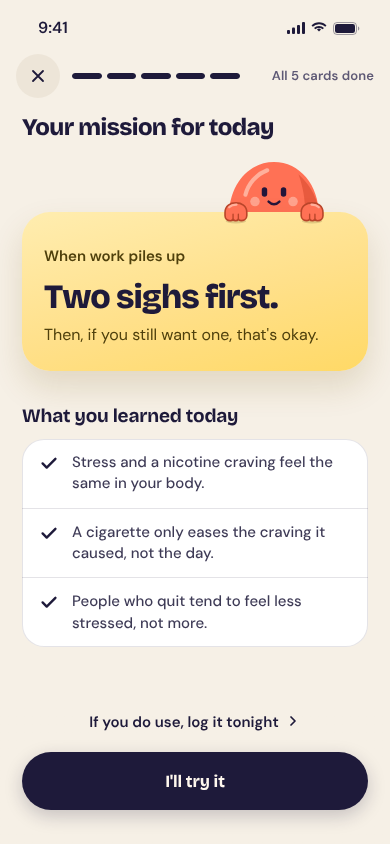 9:41
All 5 cards done
Your mission for today
When work piles up
Two sighs first.
Then, if you still want one, that's okay.
What you learned today
Stress and a nicotine craving feel the
same in your body.
A cigarette only eases the craving it
caused, not the day.
People who quit tend to feel less
stressed, not more.
If you do use, log it tonight
I'll try it